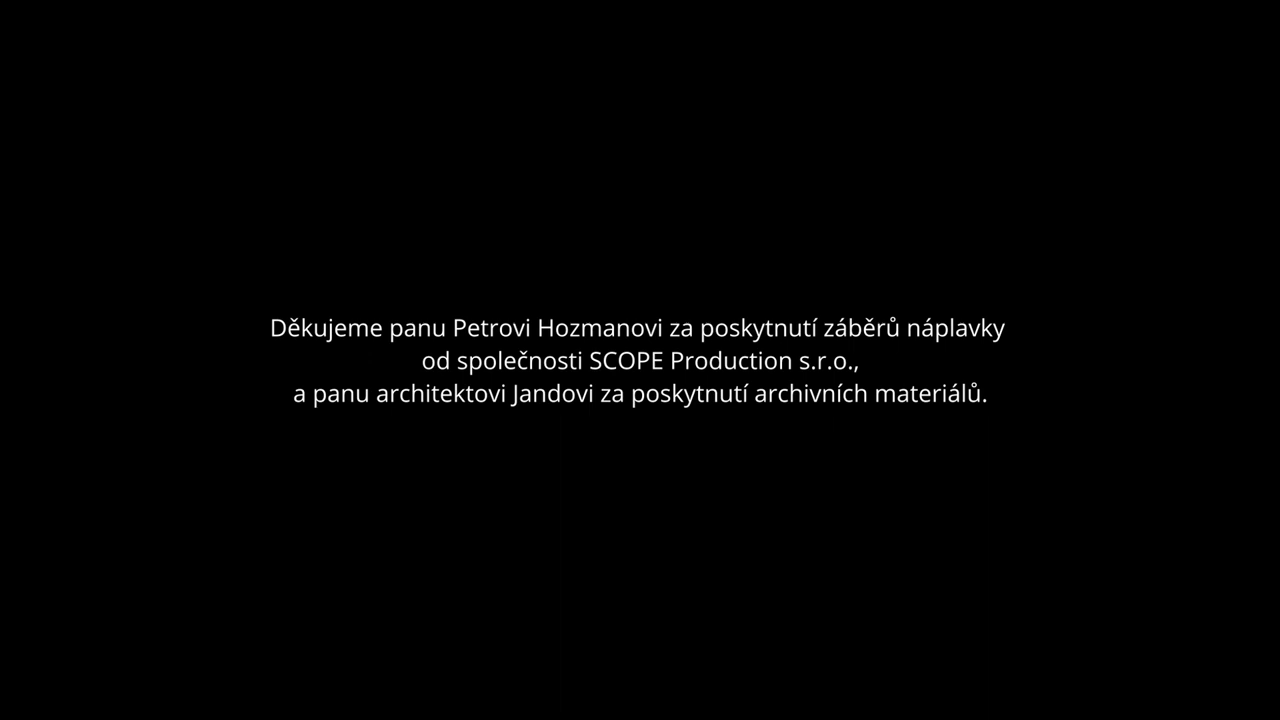 Děkujeme panu Petrovi Hozmanovi za poskytnutí záběrů náplavky
od společnosti SCOPE Production s.r.o.,
a panu architektovi Jandovi za poskytnutí archivních materiálů.